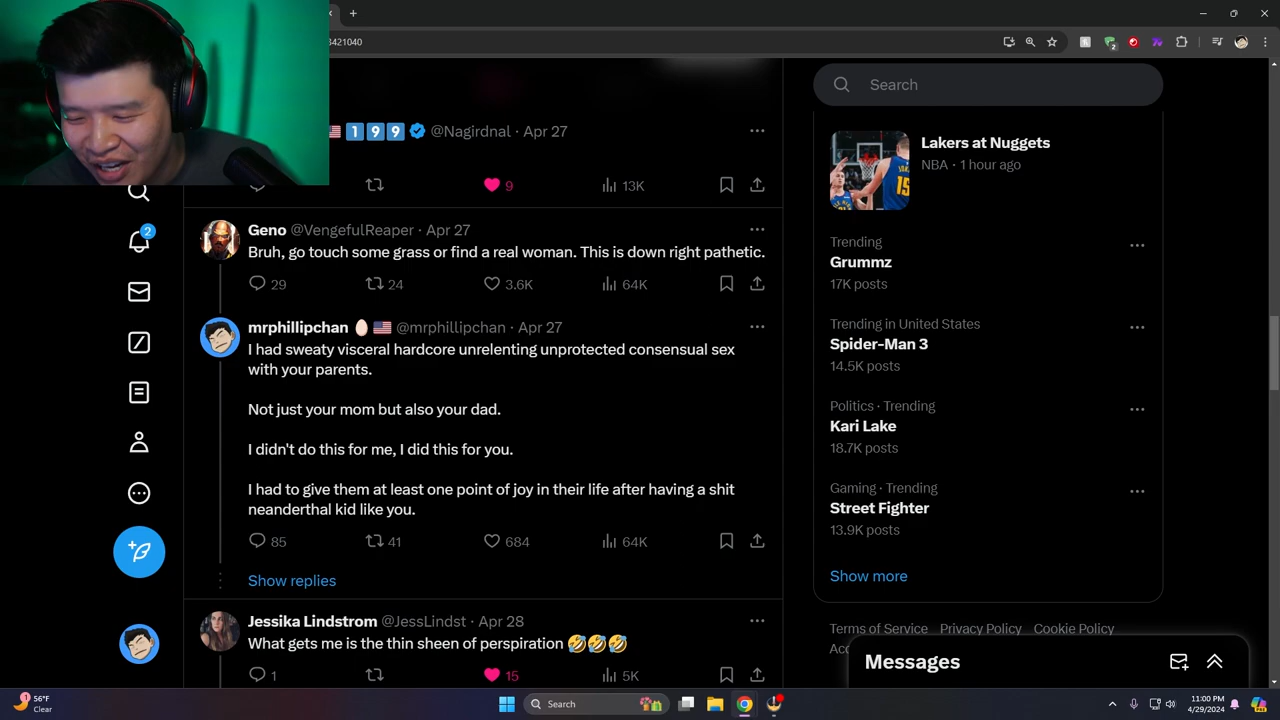 3421040
199 @Nagirdnal · Apr 27
9 13K
Geno @VengefulReaper · Apr 27
Bruh, go touch some grass or find a real woman. This is down right pathetic.
29 24 3.6K 64K
mrphillipchan @mrphillipchan · Apr 27
I had sweaty visceral hardcore unrelenting unprotected consensual sex
with your parents.
Not just your mom but also your dad.
I didn't do this for me, I did this for you.
I had to give them at least one point of joy in their life after having a shit
neanderthal kid like you.
85 41 684 64K
Show replies
Jessika Lindstrom @JessLindst · Apr 28
What gets me is the thin sheen of perspiration 🤣🤣🤣
1 15 5K
2
Search
Lakers at Nuggets
NBA · 1 hour ago
15
Trending
Grummz
17K posts
Trending in United States
Spider-Man 3
14.5K posts
Politics · Trending
Kari Lake
18.7K posts
Gaming · Trending
Street Fighter
13.9K posts
Show more
Terms of Service Privacy Policy Cookie Policy
Messages
1
56°F
Clear
Search
11:00 PM
4/29/2024